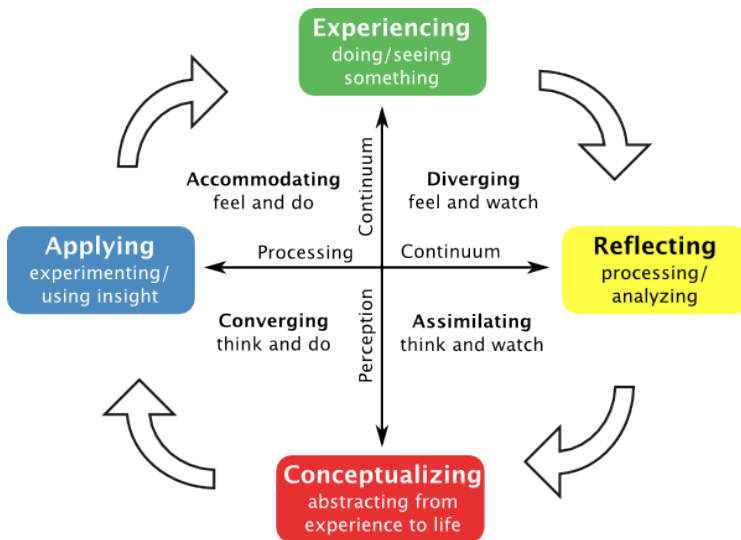 Experiencing
doing/seeing
something
Accommodating
feel and do
Continuum
Diverging
feel and watch
Applying
experimenting/
using insight
Processing
Continuum
Reflecting
processing/
analyzing
Converging
think and do
Perception
Assimilating
think and watch
Conceptualizing
abstracting from
experience to life